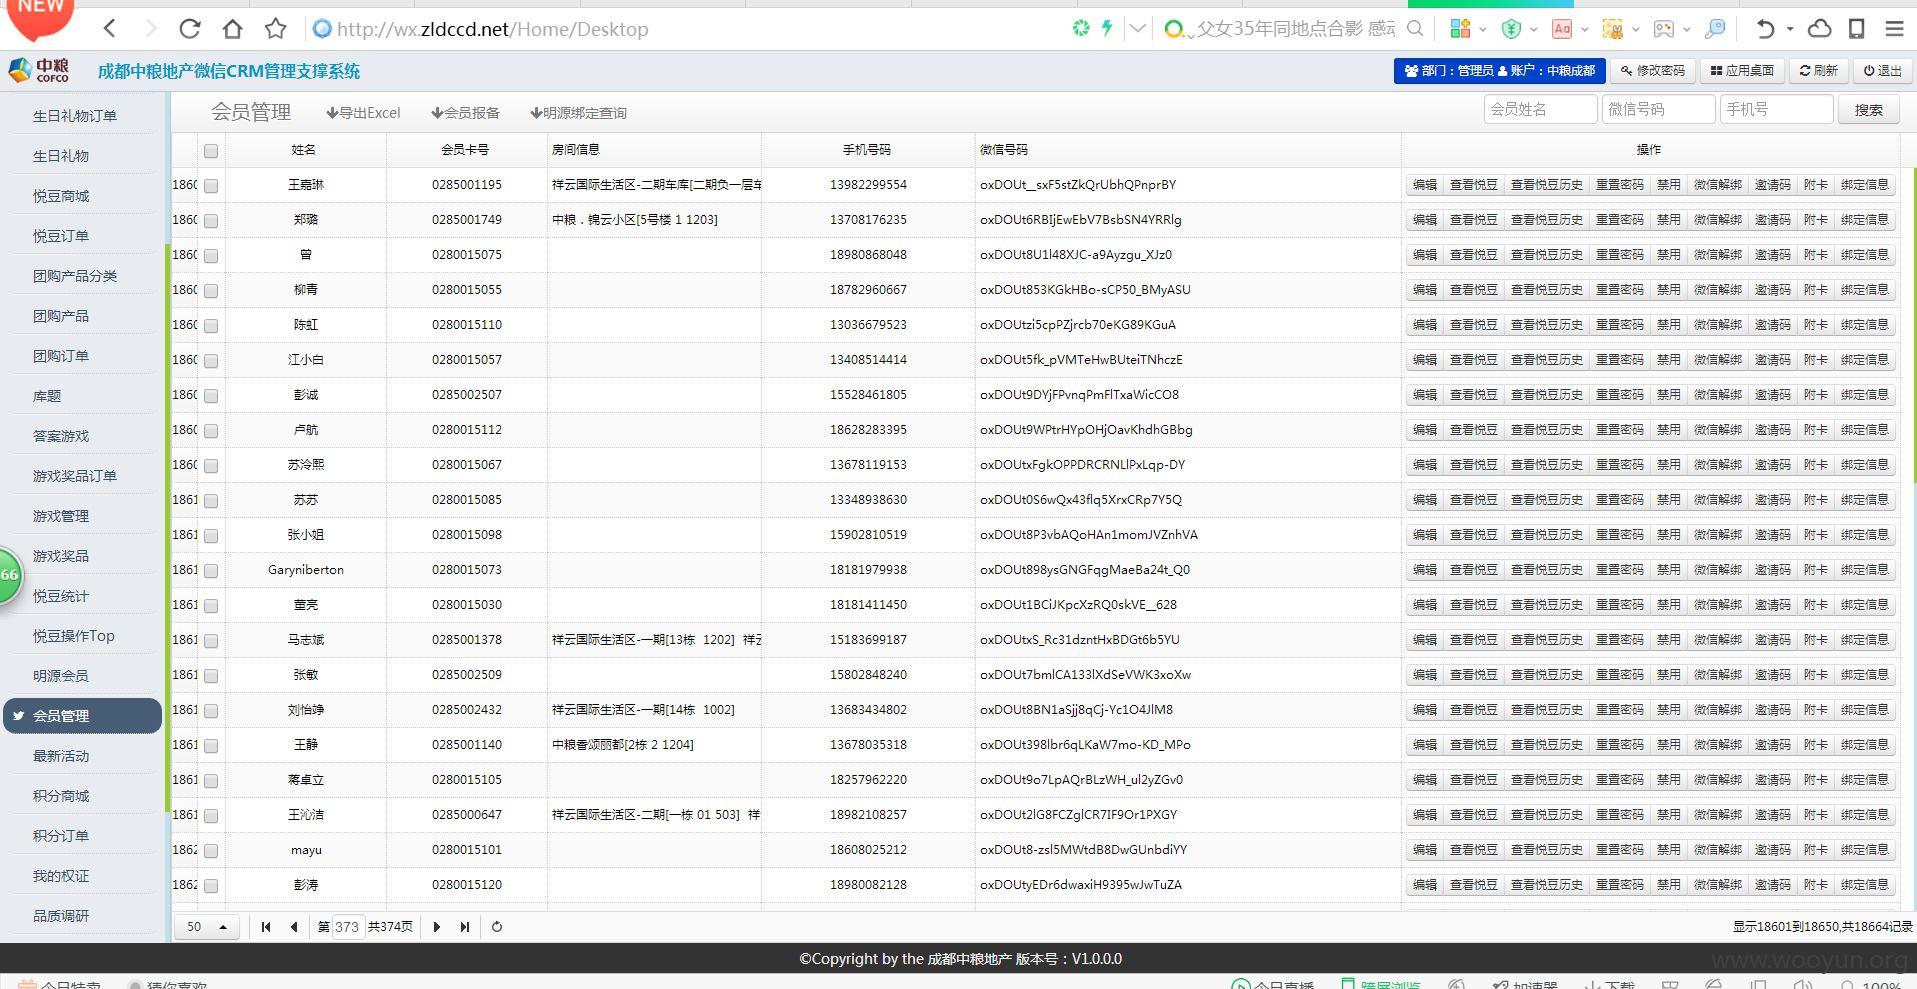 NEW
http://wx.zldccd.net/Home/Desktop
父女35年同地点合影 感动
中粮 COFCO 成都中粮地产微信CRM管理支撑系统
部门：管理员 账户：中粮成都 修改密码 应用桌面 刷新 退出
会员管理 导出Excel 会员报备 明源绑定查询 会员姓名 微信号码 手机号 搜索
生日礼物订单
生日礼物
悦豆商城
悦豆订单
团购产品分类
团购产品
团购订单
库题
答案游戏
游戏奖品订单
游戏管理
游戏奖品
悦豆统计
悦豆操作Top
明源会员
会员管理
最新活动
积分商城
积分订单
我的权证
品质调研
66
姓名 会员卡号 房间信息 手机号码 微信号码 操作
1860 王嘉琳 0285001195 祥云国际生活区-二期车库[二期负一层车 13982299554 oxDOUt__sxF5stZkQrUbhQPnprBY 编辑 查看悦豆 查看悦豆历史 重置密码 禁用 微信解绑 邀请码 附卡 绑定信息
1860 郑璐 0285001749 中粮．锦云小区[5号楼 1 1203] 13708176235 oxDOUt6RBIjEwEbV7BsbSN4YRRlg 编辑 查看悦豆 查看悦豆历史 重置密码 禁用 微信解绑 邀请码 附卡 绑定信息
1860 曾 0280015075 18980868048 oxDOUt8U1l48XJC-a9Ayzgu_XJz0 编辑 查看悦豆 查看悦豆历史 重置密码 禁用 微信解绑 邀请码 附卡 绑定信息
1860 柳青 0280015055 18782960667 oxDOUt853KGkHBo-sCP50_BMyASU 编辑 查看悦豆 查看悦豆历史 重置密码 禁用 微信解绑 邀请码 附卡 绑定信息
1860 陈虹 0280015110 13036679523 oxDOUtzi5cpPZjrcb70eKG89KGuA 编辑 查看悦豆 查看悦豆历史 重置密码 禁用 微信解绑 邀请码 附卡 绑定信息
1860 江小白 0280015057 13408514414 oxDOUt5fk_pVMTeHwBUteiTNhczE 编辑 查看悦豆 查看悦豆历史 重置密码 禁用 微信解绑 邀请码 附卡 绑定信息
1860 彭诚 0285002507 15528461805 oxDOUt9DYjFPvnqPmFlTxaWicCO8 编辑 查看悦豆 查看悦豆历史 重置密码 禁用 微信解绑 邀请码 附卡 绑定信息
1860 卢航 0280015112 18628283395 oxDOUt9WPtrHYpOHjOavKhdhGBbg 编辑 查看悦豆 查看悦豆历史 重置密码 禁用 微信解绑 邀请码 附卡 绑定信息
1860 苏泠熙 0280015067 13678119153 oxDOUtxFgkOPPDRCRNLlPxLqp-DY 编辑 查看悦豆 查看悦豆历史 重置密码 禁用 微信解绑 邀请码 附卡 绑定信息
1861 苏苏 0280015085 13348938630 oxDOUt0S6wQx43flq5XrxCRp7Y5Q 编辑 查看悦豆 查看悦豆历史 重置密码 禁用 微信解绑 邀请码 附卡 绑定信息
1861 张小姐 0280015098 15902810519 oxDOUt8P3vbAQoHAn1momJVZnhVA 编辑 查看悦豆 查看悦豆历史 重置密码 禁用 微信解绑 邀请码 附卡 绑定信息
1861 Garyniberton 0280015073 18181979938 oxDOUt898ysGNGFqgMaeBa24t_Q0 编辑 查看悦豆 查看悦豆历史 重置密码 禁用 微信解绑 邀请码 附卡 绑定信息
1861 董亮 0280015030 18181411450 oxDOUt1BCiJKpcXzRQ0skVE__628 编辑 查看悦豆 查看悦豆历史 重置密码 禁用 微信解绑 邀请码 附卡 绑定信息
1861 马志斌 0285001378 祥云国际生活区-一期[13栋 1202] 祥云 15183699187 oxDOUtxS_Rc31dzntHxBDGt6b5YU 编辑 查看悦豆 查看悦豆历史 重置密码 禁用 微信解绑 邀请码 附卡 绑定信息
1861 张敏 0285002509 15802848240 oxDOUt7bmlCA133lXdSeVWK3xoXw 编辑 查看悦豆 查看悦豆历史 重置密码 禁用 微信解绑 邀请码 附卡 绑定信息
1861 刘怡竫 0285002432 祥云国际生活区-一期[14栋 1002] 13683434802 oxDOUt8BN1aSjj8qCj-Yc1O4JlM8 编辑 查看悦豆 查看悦豆历史 重置密码 禁用 微信解绑 邀请码 附卡 绑定信息
1861 王静 0285001140 中粮香颂丽都[2栋 2 1204] 13678035318 oxDOUt398lbr6qLKaW7mo-KD_MPo 编辑 查看悦豆 查看悦豆历史 重置密码 禁用 微信解绑 邀请码 附卡 绑定信息
1861 蒋卓立 0280015105 18257962220 oxDOUt9o7LpAQrBLzWH_ul2yZGv0 编辑 查看悦豆 查看悦豆历史 重置密码 禁用 微信解绑 邀请码 附卡 绑定信息
1861 王沁洁 0285000647 祥云国际生活区-二期[一栋 01 503] 祥 18982108257 oxDOUt2lG8FCZglCR7IF9Or1PXGY 编辑 查看悦豆 查看悦豆历史 重置密码 禁用 微信解绑 邀请码 附卡 绑定信息
1862 mayu 0280015101 18608025212 oxDOUt8-zsl5MWtdB8DwGUnbdiYY 编辑 查看悦豆 查看悦豆历史 重置密码 禁用 微信解绑 邀请码 附卡 绑定信息
1862 彭涛 0280015120 18980082128 oxDOUtyEDr6dwaxiH9395wJwTuZA 编辑 查看悦豆 查看悦豆历史 重置密码 禁用 微信解绑 邀请码 附卡 绑定信息
50 第 373 共374页 显示18601到18650,共18664记录
©Copyright by the 成都中粮地产 版本号：V1.0.0.0
www.wooyun.org
今日特卖 猜你喜欢 今日直播 跨屏浏览 加速器 下载 100%